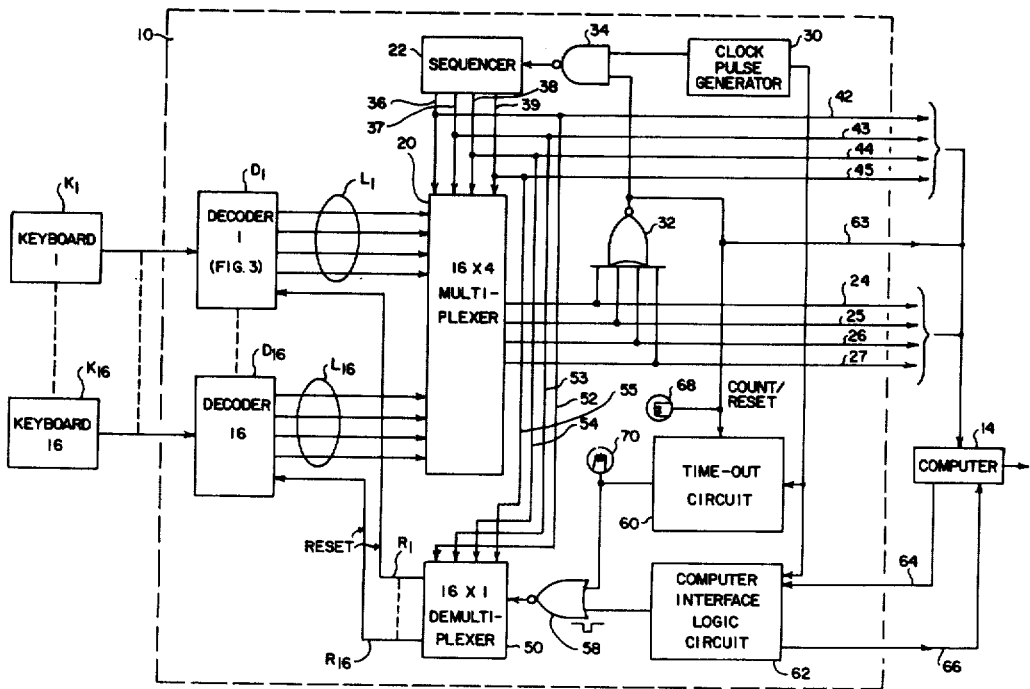 10
22
SEQUENCER
34
30
CLOCK
PULSE
GENERATOR
36
37
38
39
42
43
44
45
20
K1
KEYBOARD
1
D1
DECODER
1
(FIG. 3)
L1
16 X 4
MULTI-
PLEXER
32
63
24
25
26
27
K16
KEYBOARD
16
D16
DECODER
16
L16
53
52
55
54
68
COUNT/
RESET
70
TIME-OUT
CIRCUIT
60
14
COMPUTER
RESET
R1
R16
16 X 1
DEMULTI-
PLEXER
50
58
COMPUTER
INTERFACE
LOGIC
CIRCUIT
62
64
66